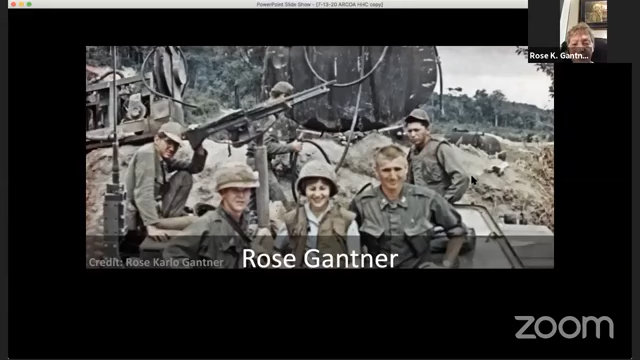 PowerPoint Slide Show - [7-13-20 ARCOA HHC copy]
Rose K. Gantn...
Credit: Rose Karlo Gantner
Rose Gantner
zoom